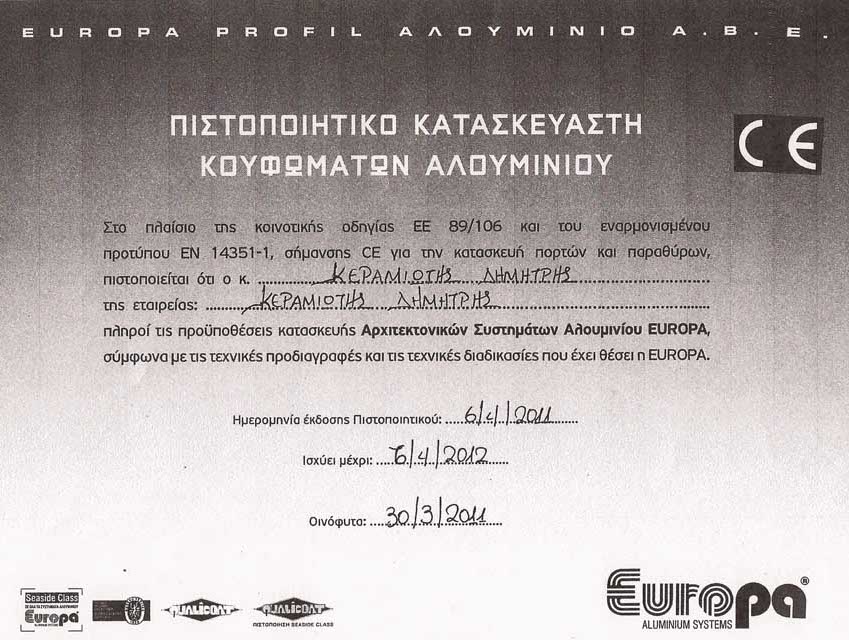 EUROPA PROFIL ΑΛΟΥΜΙΝΙΟ Α.Β.Ε.
ΠΙΣΤΟΠΟΙΗΤΙΚΟ ΚΑΤΑΣΚΕΥΑΣΤΗ
ΚΟΥΦΩΜΑΤΩΝ ΑΛΟΥΜΙΝΙΟΥ
CE
Στο πλαίσιο της κοινοτικής οδηγίας ΕΕ 89/106 και του εναρμονισμένου
προτύπου EN 14351-1, σήμανσης CE για την κατασκευή πορτών και παραθύρων,
πιστοποιείται ότι ο κ. ΚΕΡΑΜΙΩΤΗΣ ΔΗΜΗΤΡΗΣ
της εταιρείας: ΚΕΡΑΜΙΩΤΗΣ ΔΗΜΗΤΡΗΣ
πληροί τις προϋποθέσεις κατασκευής Αρχιτεκτονικών Συστημάτων Αλουμινίου EUROPA,
σύμφωνα με τις τεχνικές προδιαγραφές και τις τεχνικές διαδικασίες που έχει θέσει η EUROPA.
Ημερομηνία έκδοσης Πιστοποιητικού: 6/4/2011
Ισχύει μέχρι: 6/4/2012
Οινόφυτα: 30/3/2011
Seaside Class
Europa
QUALICOAT
QUALICOAT
ΠΙΣΤΟΠΟΙΗΣΗ SEASIDE CLASS
Europa®
ALUMINIUM SYSTEMS